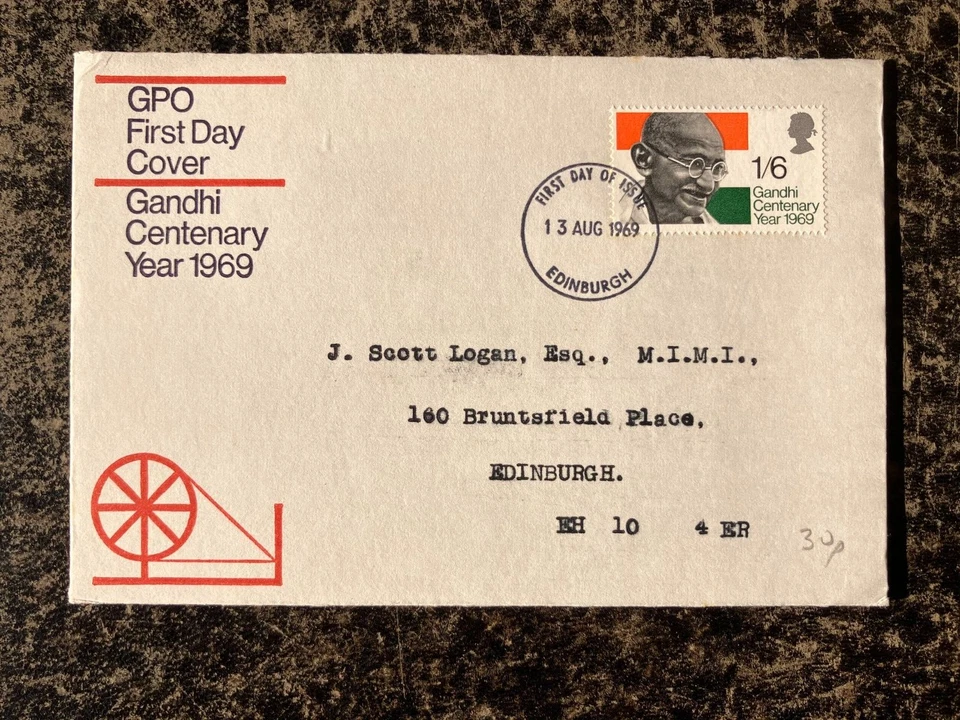 GPO
First Day
Cover
Gandhi
Centenary
Year 1969
1/6
Gandhi
Centenary
Year 1969
FIRST DAY OF ISSUE
13 AUG 1969
EDINBURGH
J. Scott Logan, Esq., M.I.M.I.,
160 Bruntsfield Place,
EDINBURGH.
EH 10 4 ER
30p